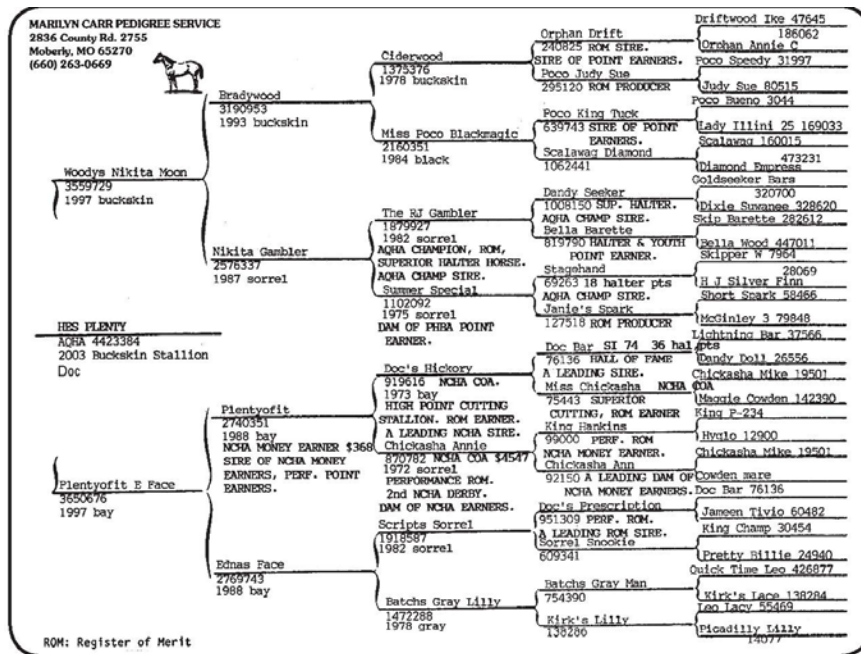 MARILYN CARR PEDIGREE SERVICE
2836 County Rd. 2755
Moberly, MO 65270
(660) 263-0669
HES PLENTY
AQHA 4423384
2003 Buckskin Stallion
Doc
Woodys Nikita Moon
3559729
1997 buckskin
Plentyofit E Face
3650676
1997 bay
Bradywood
3190953
1993 buckskin
Nikita Gambler
2576337
1987 sorrel
Plentyofit
2740351
1988 bay
NCHA MONEY EARNER $368
SIRE OF NCHA MONEY
EARNERS, PERF. POINT
EARNERS.
Ednas Face
2769743
1988 bay
Ciderwood
1375376
1978 buckskin
Miss Poco Blackmagic
2160351
1984 black
The RJ Gambler
1879927
1982 sorrel
AQHA CHAMPION, ROM,
SUPERIOR HALTER HORSE.
AQHA CHAMP SIRE.
Summer Special
1102092
1975 sorrel
DAM OF PHBA POINT
EARNER.
Doc's Hickory
919616 NCHA COA.
1973 bay
HIGH POINT CUTTING
STALLION. ROM EARNER.
A LEADING NCHA SIRE.
Chickasha Annie
870782 NCHA COA $4547
1972 sorrel
PERFORMANCE ROM.
2nd NCHA DERBY.
DAM OF NCHA EARNERS.
Scripts Sorrel
1918587
1982 sorrel
Batchs Gray Lilly
1472288
1978 gray
Orphan Drift
240825 ROM SIRE.
SIRE OF POINT EARNERS.
Poco Judy Sue
295120 ROM PRODUCER
Poco King Tuck
639743 SIRE OF POINT
EARNERS.
Scalawag Diamond
1062441
Dandy Seeker
1008150 SUP. HALTER.
AQHA CHAMP SIRE.
Bella Barette
819790 HALTER & YOUTH
POINT EARNER.
Stagehand
69263 18 halter pts
AQHA CHAMP SIRE.
Janie's Spark
127518 ROM PRODUCER
Doc Bar SI 74 36 hal pts
76136 HALL OF FAME
A LEADING SIRE.
Miss Chickasha NCHA COA
75443 SUPERIOR
CUTTING, ROM EARNER
King Hankins
99000 PERF. ROM
NCHA MONEY EARNER.
Chickasha Ann
92150 A LEADING DAM OF
NCHA MONEY EARNERS.
Doc's Prescription
951309 PERF. ROM.
A LEADING ROM SIRE.
Sorrel Snookie
609341
Batchs Gray Man
754390
Kirk's Lilly
138286
Driftwood Ike 47645
186062
Orphan Annie C
Poco Speedy 31997
Judy Sue 80515
Poco Bueno 3044
Lady Illini 25 169033
Scalawag 160015
473231
Diamond Empress
Goldseeker Bars
320700
Dixie Suwanee 328620
Skip Barette 282612
Bella Wood 447011
Skipper W 7964
28069
H J Silver Finn
Short Spark 58466
McGinley 3 79848
Lightning Bar 37566
Dandy Doll 26556
Chickasha Mike 19501
Maggie Cowden 142390
King P-234
Hyglo 12900
Chickasha Mike 19501
Cowden mare
Doc Bar 76136
Jameen Tivio 60482
King Champ 30454
Pretty Billie 24940
Quick Time Leo 426877
Kirk's Lace 138284
Leo Lacy 55469
Picadilly Lilly
14077
ROM: Register of Merit